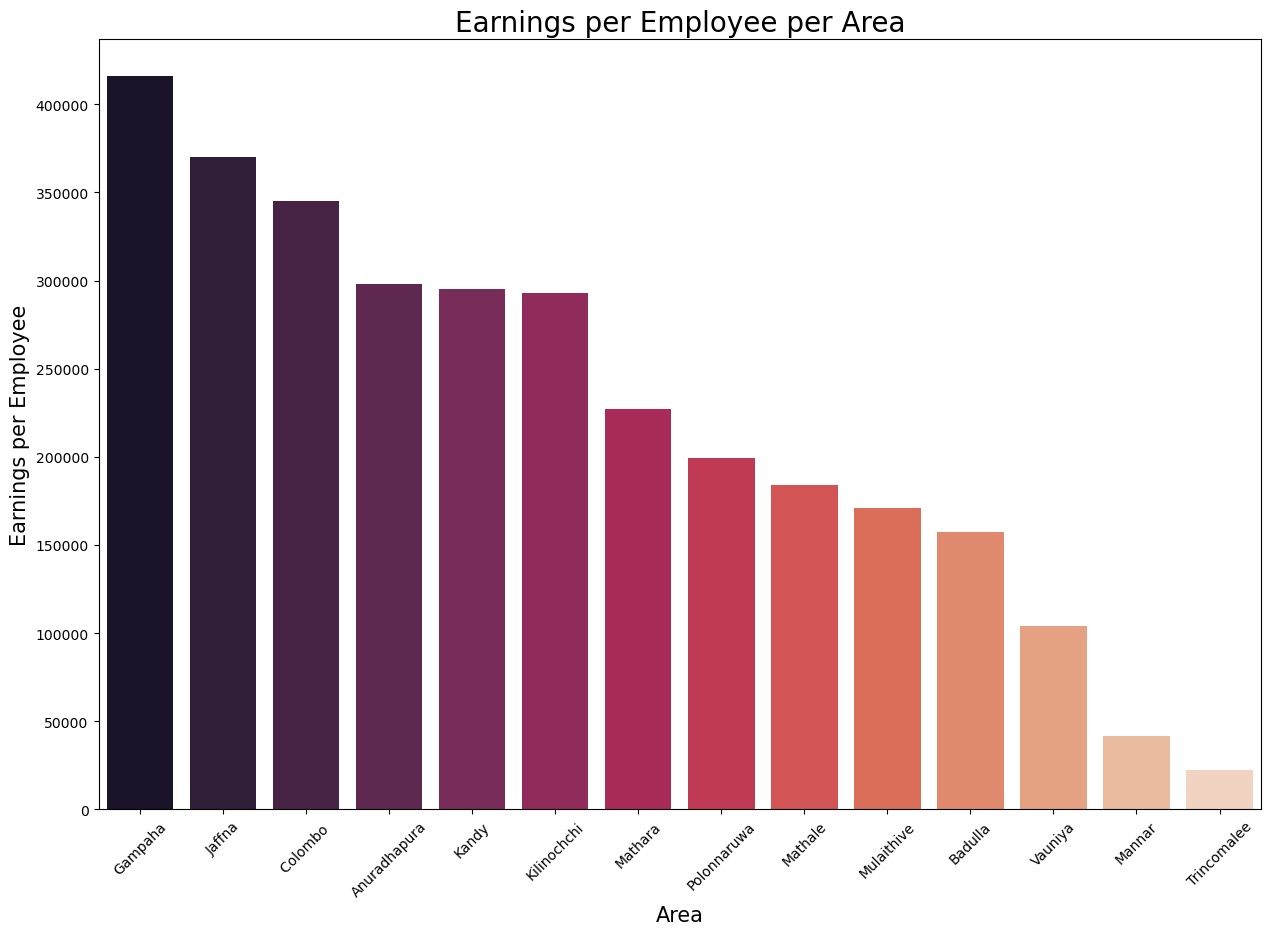 Earnings per Employee per Area
Earnings per Employee
400000
350000
300000
250000
200000
150000
100000
50000
0
Gampaha
Jaffna
Colombo
Anuradhapura
Kandy
Kilinochchi
Mathara
Polonnaruwa
Mathale
Mulaithive
Badulla
Vauniya
Mannar
Trincomalee
Area